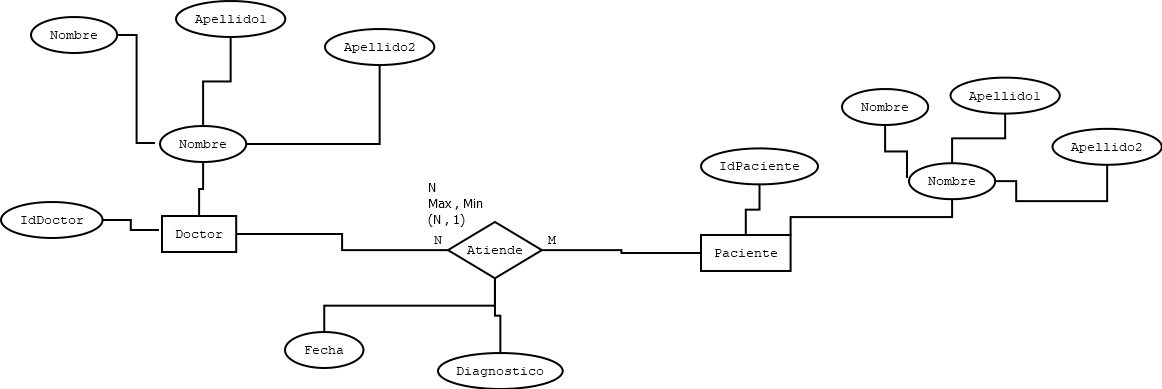 Nombre
Apellido1
Apellido2
Nombre
IdDoctor
Doctor
N
Max , Min
(N , 1)
N
Atiende
M
Fecha
Diagnostico
IdPaciente
Paciente
Nombre
Apellido1
Apellido2
Nombre